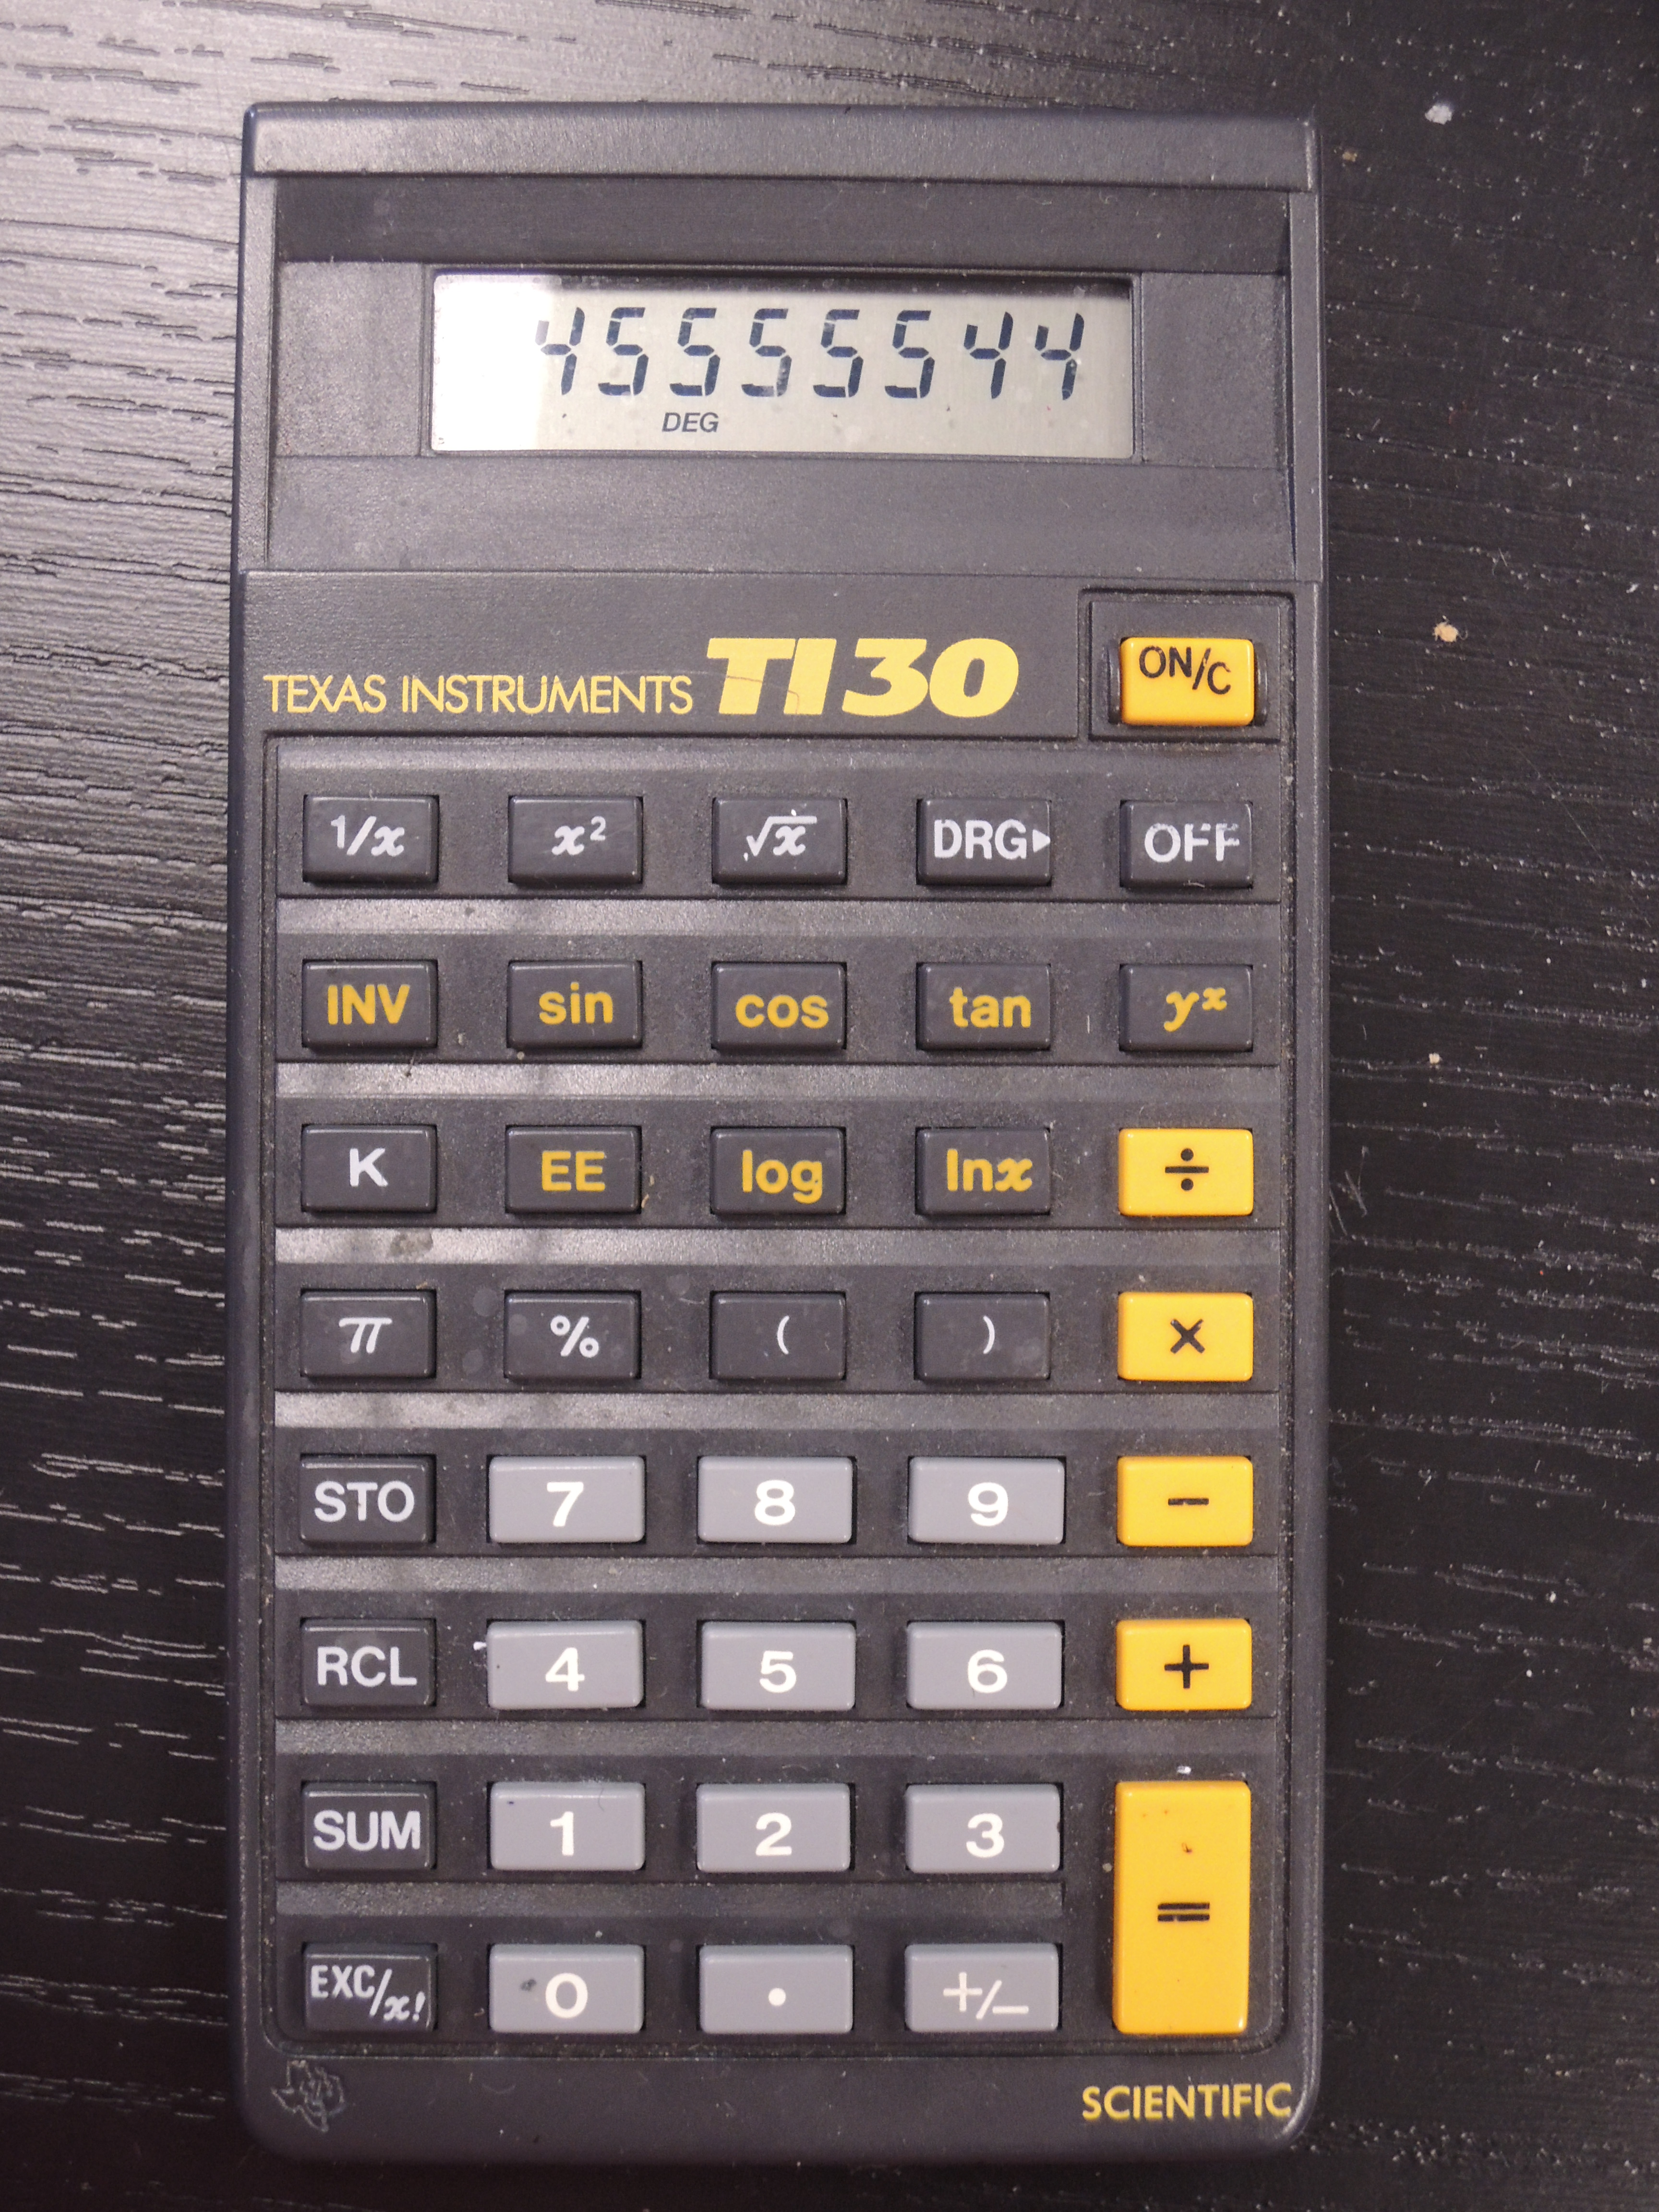 45555544
DEG
TEXAS INSTRUMENTS TI30
ON/C
1/x x² √x DRG▸ OFF
INV sin cos tan yˣ
K EE log lnx ÷
π % ( ) ×
STO 7 8 9 −
RCL 4 5 6 +
SUM 1 2 3
=
EXC/x! 0 . +/−
SCIENTIFIC